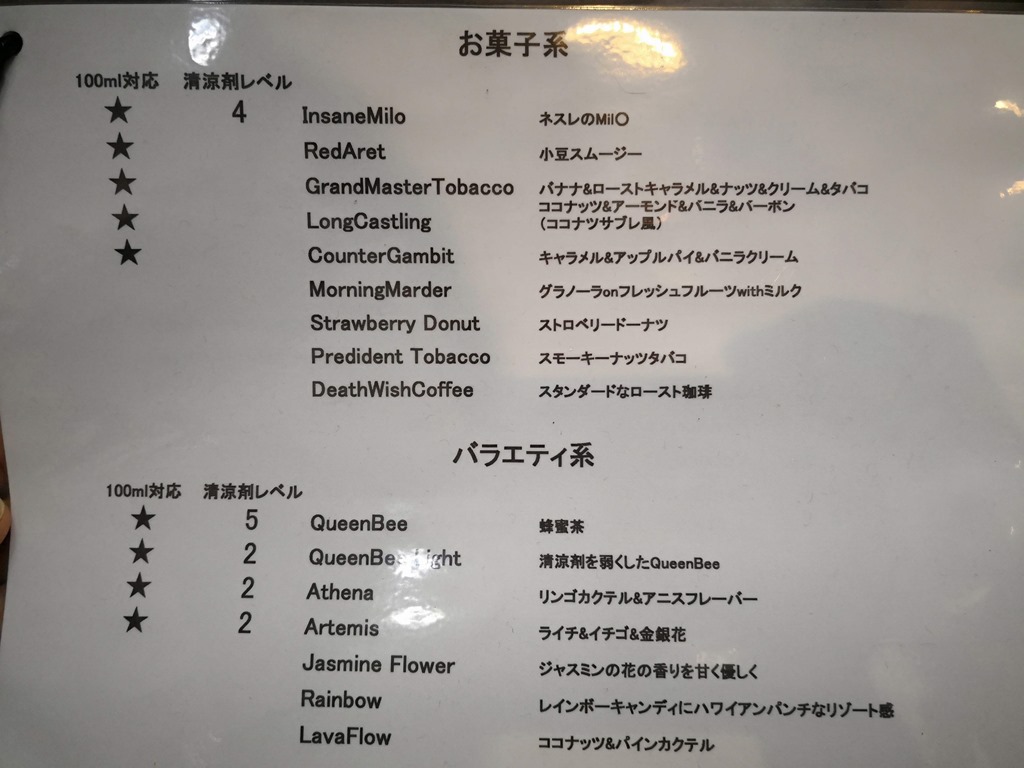 お菓子系
100ml対応 清涼剤レベル
★ 4 InsaneMilo ネスレのMil〇
★ RedAret 小豆スムージー
★ GrandMasterTobacco バナナ&ローストキャラメル&ナッツ&クリーム&タバコ
★ LongCastling ココナッツ&アーモンド&バニラ&バーボン
（ココナツサブレ風）
★ CounterGambit キャラメル&アップルパイ&バニラクリーム
MorningMarder グラノーラonフレッシュフルーツwithミルク
Strawberry Donut ストロベリードーナツ
Predident Tobacco スモーキーナッツタバコ
DeathWishCoffee スタンダードなロースト珈琲
バラエティ系
100ml対応 清涼剤レベル
★ 5 QueenBee 蜂蜜茶
★ 2 QueenBee Light 清涼剤を弱くしたQueenBee
★ 2 Athena リンゴカクテル&アニスフレーバー
★ 2 Artemis ライチ&イチゴ&金銀花
Jasmine Flower ジャスミンの花の香りを甘く優しく
Rainbow レインボーキャンディにハワイアンパンチなリゾート感
LavaFlow ココナッツ&パインカクテル